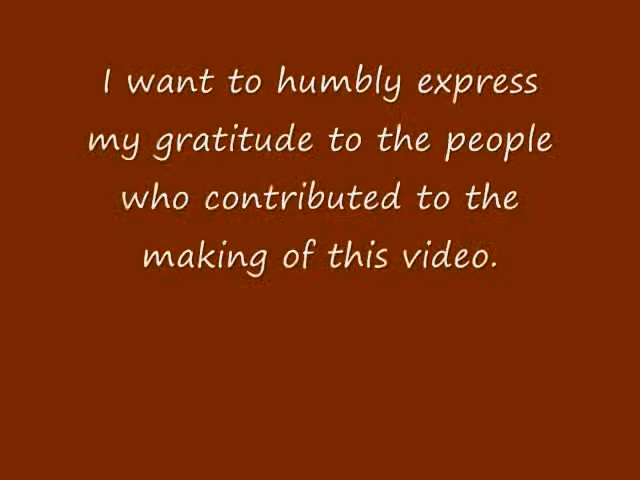 I want to humbly express
my gratitude to the people
who contributed to the
making of this video.